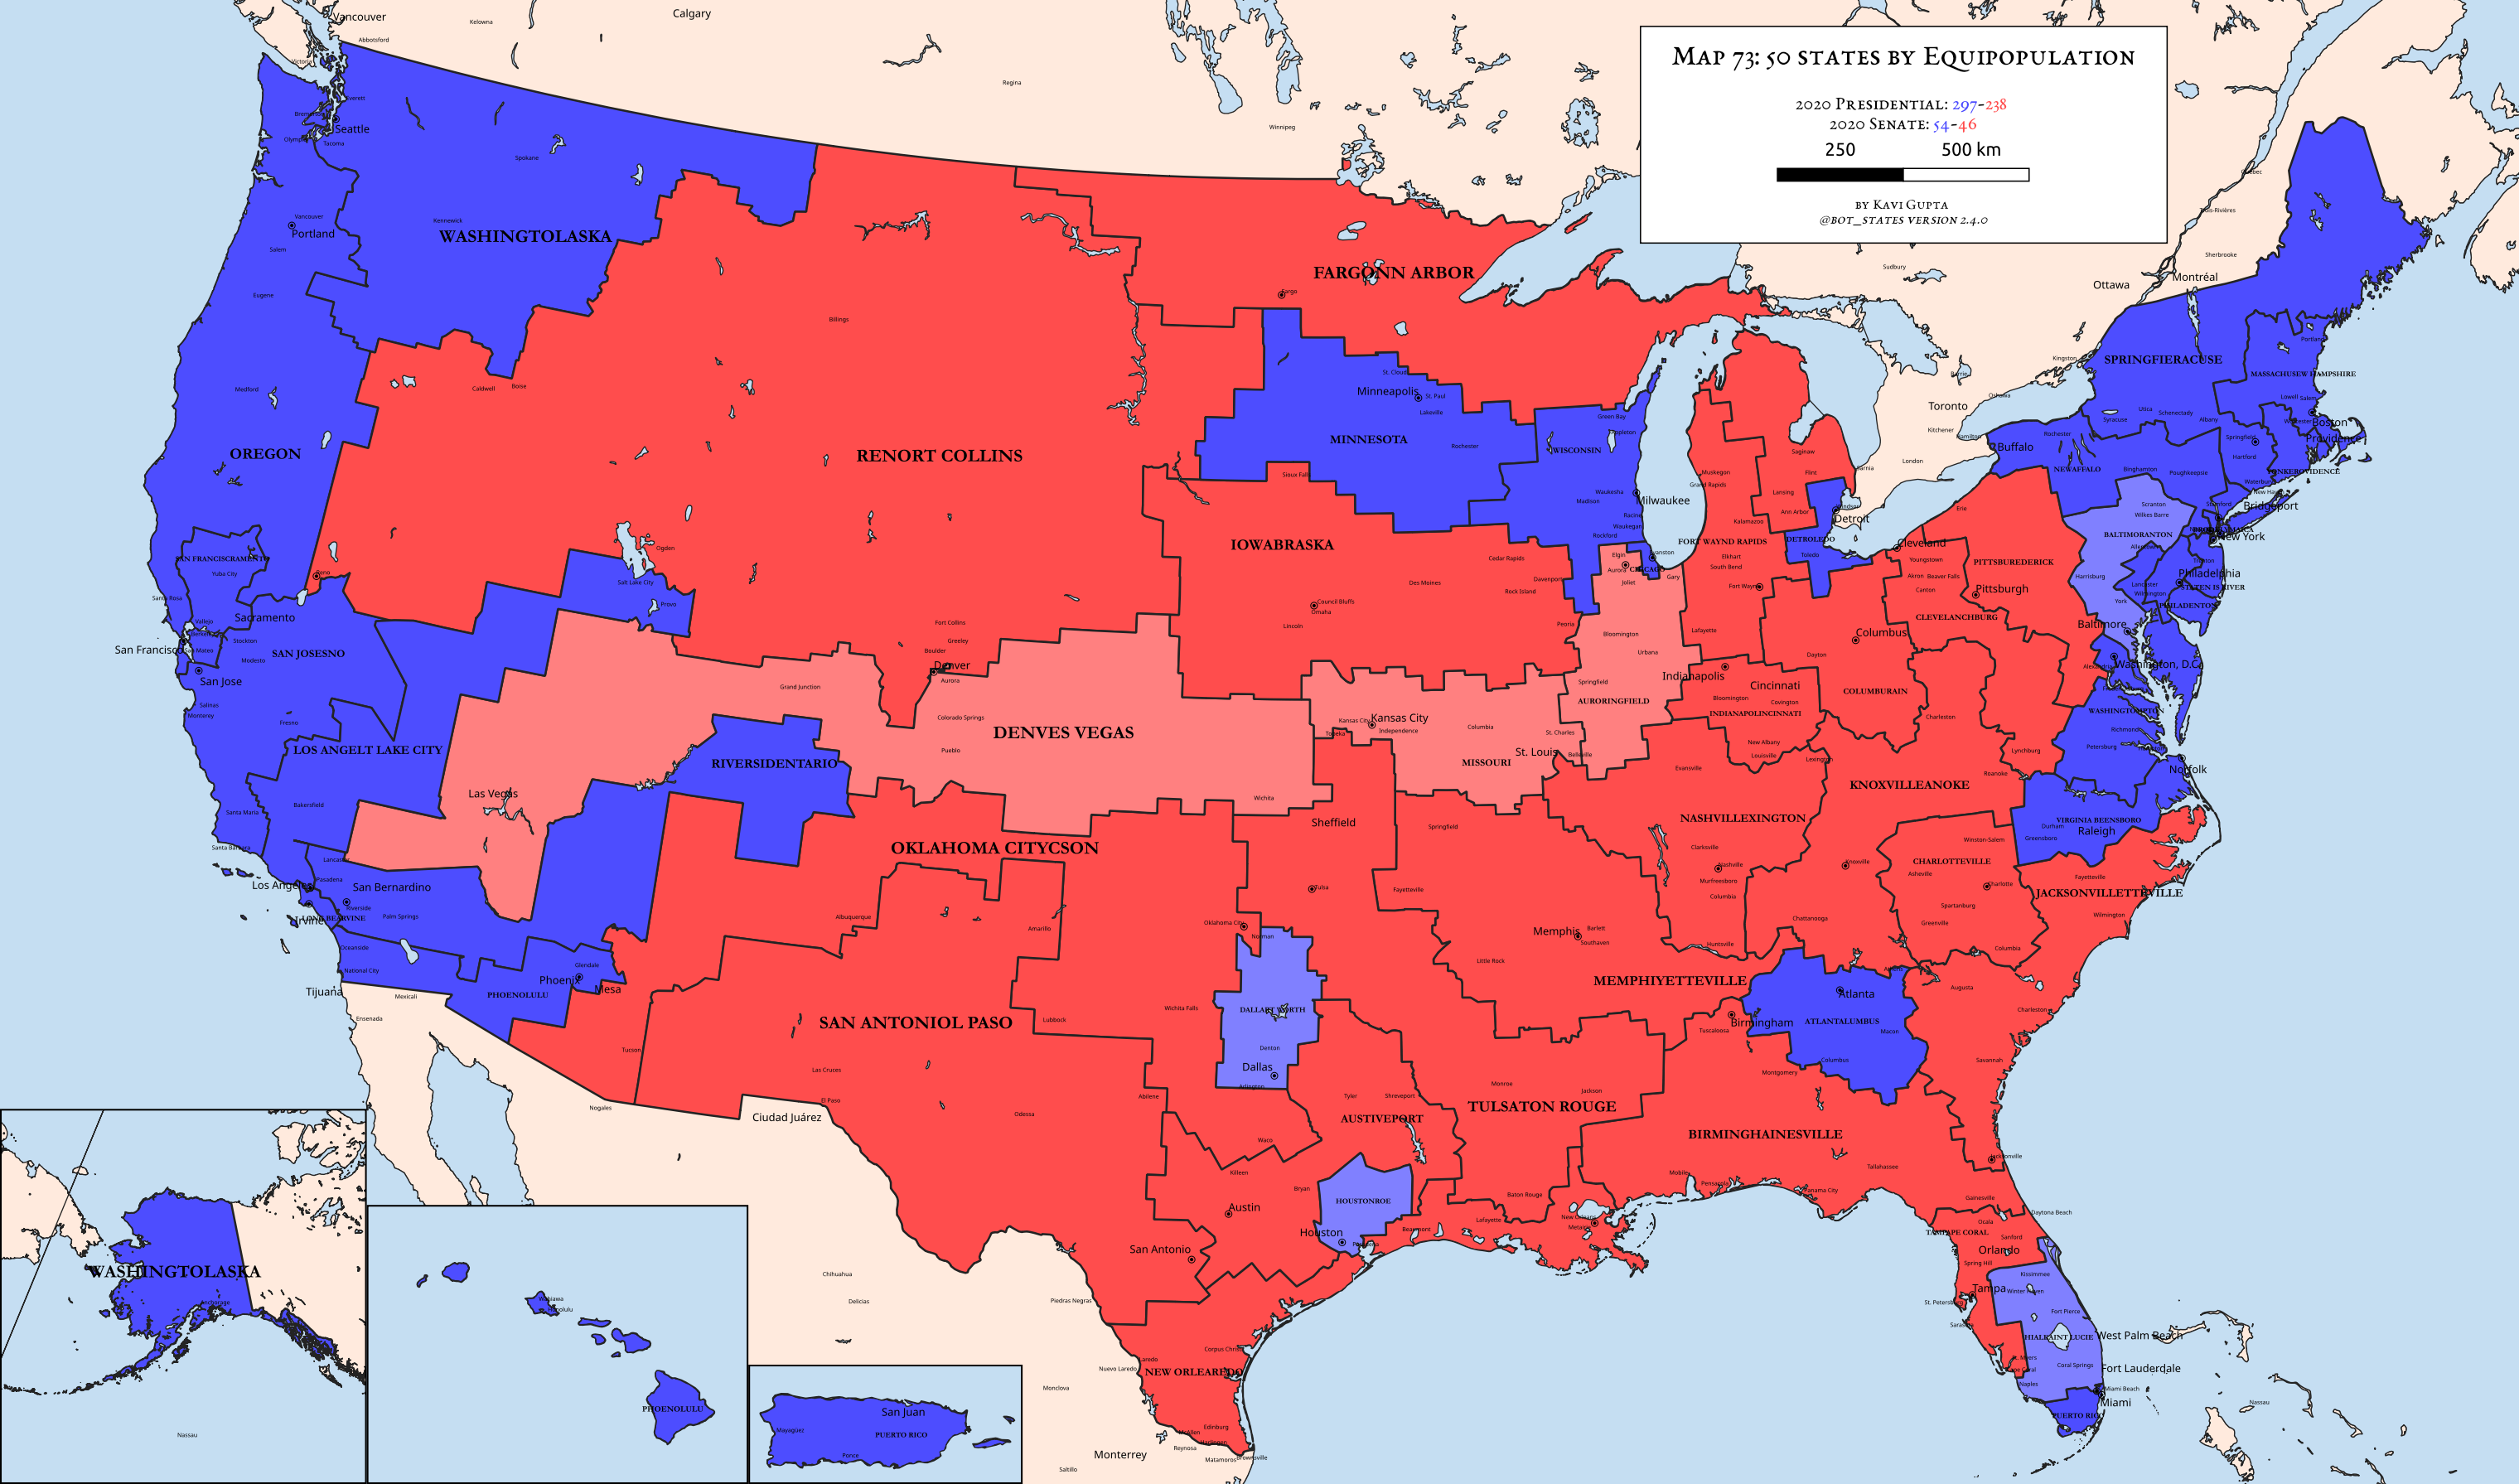 Map 73: 50 states by Equipopulation
2020 Presidential: 297-238
2020 Senate: 54-46
250 500 km
by Kavi Gupta
@bot_states version 2.4.0
Vancouver
Kelowna
Calgary
Abbotsford
Victoria
Regina
Winnipeg
Everett
Seattle
Tacoma
Spokane
Kennewick
WASHINGTOLASKA
Vancouver
Portland
Salem
Eugene
Medford
OREGON
Caldwell
Boise
Billings
RENORT COLLINS
Reno
Ogden
Salt Lake City
Provo
Fort Collins
Greeley
Boulder
Denver
Aurora
Colorado Springs
Pueblo
Grand Junction
DENVES VEGAS
Las Vegas
Wichita
SAN FRANCISCRAMENTO
Yuba City
Santa Rosa
Sacramento
Vallejo
San Francisco
San Mateo
Stockton
Modesto
SAN JOSESNO
San Jose
Salinas
Monterey
Fresno
LOS ANGELT LAKE CITY
Bakersfield
Santa Maria
Santa Barbara
Lancaster
Pasadena
Los Angeles
San Bernardino
Riverside
Irvine
LONG BEARVINE
Palm Springs
Oceanside
National City
Tijuana
Mexicali
Ensenada
RIVERSIDENTARIO
PHOENOLULU
Phoenix
Glendale
Mesa
Tucson
Nogales
OKLAHOMA CITYCSON
Albuquerque
Amarillo
Oklahoma City
Norman
Wichita Falls
Lubbock
SAN ANTONIOL PASO
Las Cruces
El Paso
Ciudad Juárez
Odessa
Abilene
San Antonio
Austin
Killeen
Waco
Bryan
DALLART WORTH
Denton
Dallas
Arlington
Tyler
Shreveport
AUSTIVEPORT
HOUSTONROE
Houston
Beaumont
NEW ORLEAREDO
Corpus Christi
Laredo
Nuevo Laredo
Edinburg
McAllen
Harlingen
Reynosa
Matamoros
Brownsville
Monterrey
Saltillo
Monclova
Piedras Negras
Chihuahua
Delicias
FARGONN ARBOR
Fargo
MINNESOTA
St. Cloud
Minneapolis
St. Paul
Lakeville
Rochester
Sioux Falls
WISCONSIN
Green Bay
Appleton
Waukesha
Milwaukee
Madison
Racine
Waukegan
Rockford
IOWABRASKA
Cedar Rapids
Des Moines
Davenport
Rock Island
Council Bluffs
Omaha
Lincoln
Peoria
Elgin
Evanston
CHICAGO
Aurora
Joliet
Gary
Bloomington
Urbana
Springfield
AURORINGFIELD
Kansas City
Kansas City
Independence
Topeka
Columbia
MISSOURI
St. Charles
St. Louis
Belleville
Sheffield
Springfield
Tulsa
Fayetteville
Memphis
Bartlett
Southaven
Little Rock
MEMPHIYETTEVILLE
TULSATON ROUGE
Monroe
Jackson
Baton Rouge
Lafayette
New Orleans
Metairie
Muskegon
Grand Rapids
Saginaw
Flint
Lansing
Ann Arbor
Kalamazoo
Windsor
Detroit
DETROLEDO
Toledo
FORT WAYND RAPIDS
Elkhart
South Bend
Fort Wayne
Lafayette
Indianapolis
Cincinnati
Bloomington
Covington
INDIANAPOLINCINNATI
New Albany
Louisville
Lexington
Evansville
NASHVILLEXINGTON
Clarksville
Nashville
Murfreesboro
Columbia
Huntsville
Dayton
Columbus
COLUMBURAIN
Charleston
Cleveland
Erie
Youngstown
Akron
Beaver Falls
Canton
CLEVELANCHBURG
Pittsburgh
PITTSBUREDERICK
Lynchburg
Roanoke
KNOXVILLEANOKE
Knoxville
Chattanooga
CHARLOTTEVILLE
Winston-Salem
Asheville
Charlotte
Spartanburg
Greenville
Columbia
JACKSONVILLETTEVILLE
Fayetteville
Wilmington
Augusta
Charleston
Savannah
Jacksonville
VIRGINIA BEENSBORO
Durham
Greensboro
Raleigh
Norfolk
Richmond
Petersburg
WASHINGTOMPTON
Alexandria
Washington, D.C.
Baltimore
BALTIMORANTON
Scranton
Wilkes Barre
Allentown
Harrisburg
Lancaster
York
Wilmington
Trenton
Philadelphia
PHILADENTON
STATEN IS RIVER
New York
Bridgeport
Stamford
New Haven
Waterbury
YONKEROVIDENCE
Hartford
Springfield
Poughkeepsie
Binghamton
NEWAFFALO
Rochester
Buffalo
Syracuse
Utica
Schenectady
Albany
SPRINGFIERACUSE
MASSACHUSEW HAMPSHIRE
Portland
Lowell
Salem
Worcester
Boston
Providence
Montréal
Ottawa
Québec
Trois-Rivières
Sherbrooke
Sudbury
Kingston
Barrie
Oshawa
Toronto
Kitchener
Hamilton
London
Sarnia
ATLANTALUMBUS
Athens
Atlanta
Macon
Columbus
Birmingham
Tuscaloosa
Montgomery
BIRMINGHAINESVILLE
Mobile
Pensacola
Panama City
Tallahassee
Gainesville
Daytona Beach
Ocala
TAMPAPE CORAL
Sanford
Orlando
Spring Hill
Kissimmee
Tampa
Winter Haven
St. Petersburg
Sarasota
Fort Pierce
HIALRAINT LUCIE
West Palm Beach
Ft. Myers
Cape Coral
Coral Springs
Fort Lauderdale
Naples
Miami Beach
Miami
PUERTO RICO
Nassau
WASHINGTOLASKA
Anchorage
Nassau
Wahiawa
Honolulu
PHOENOLULU
San Juan
Mayagüez
PUERTO RICO
Ponce